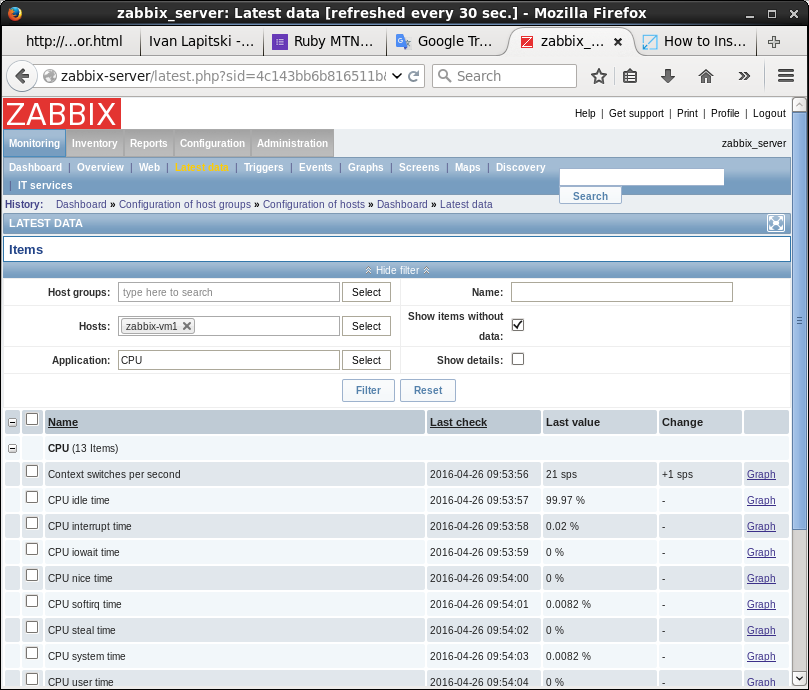 zabbix_server: Latest data [refreshed every 30 sec.] - Mozilla Firefox
http://...or.html Ivan Lapitski -... Ruby MTN... Google Tr... zabbix_... How to Ins...
zabbix-server/latest.php?sid=4c143bb6b816511b Search
ZABBIX
Help | Get support | Print | Profile | Logout
Monitoring Inventory Reports Configuration Administration zabbix_server
Dashboard | Overview | Web | Latest data | Triggers | Events | Graphs | Screens | Maps | Discovery
| IT services
Search
History: Dashboard » Configuration of host groups » Configuration of hosts » Dashboard » Latest data
LATEST DATA
Items
Hide filter
Host groups: type here to search Select Name:
Hosts: zabbix-vm1 Select Show items without data:
Application: CPU Select Show details:
Filter Reset
Name Last check Last value Change
CPU (13 Items)
Context switches per second 2016-04-26 09:53:56 21 sps +1 sps Graph
CPU idle time 2016-04-26 09:53:57 99.97 % - Graph
CPU interrupt time 2016-04-26 09:53:58 0.02 % - Graph
CPU iowait time 2016-04-26 09:53:59 0 % - Graph
CPU nice time 2016-04-26 09:54:00 0 % - Graph
CPU softirq time 2016-04-26 09:54:01 0.0082 % - Graph
CPU steal time 2016-04-26 09:54:02 0 % - Graph
CPU system time 2016-04-26 09:54:03 0.0082 % - Graph
CPU user time 2016-04-26 09:54:04 0 % - Graph